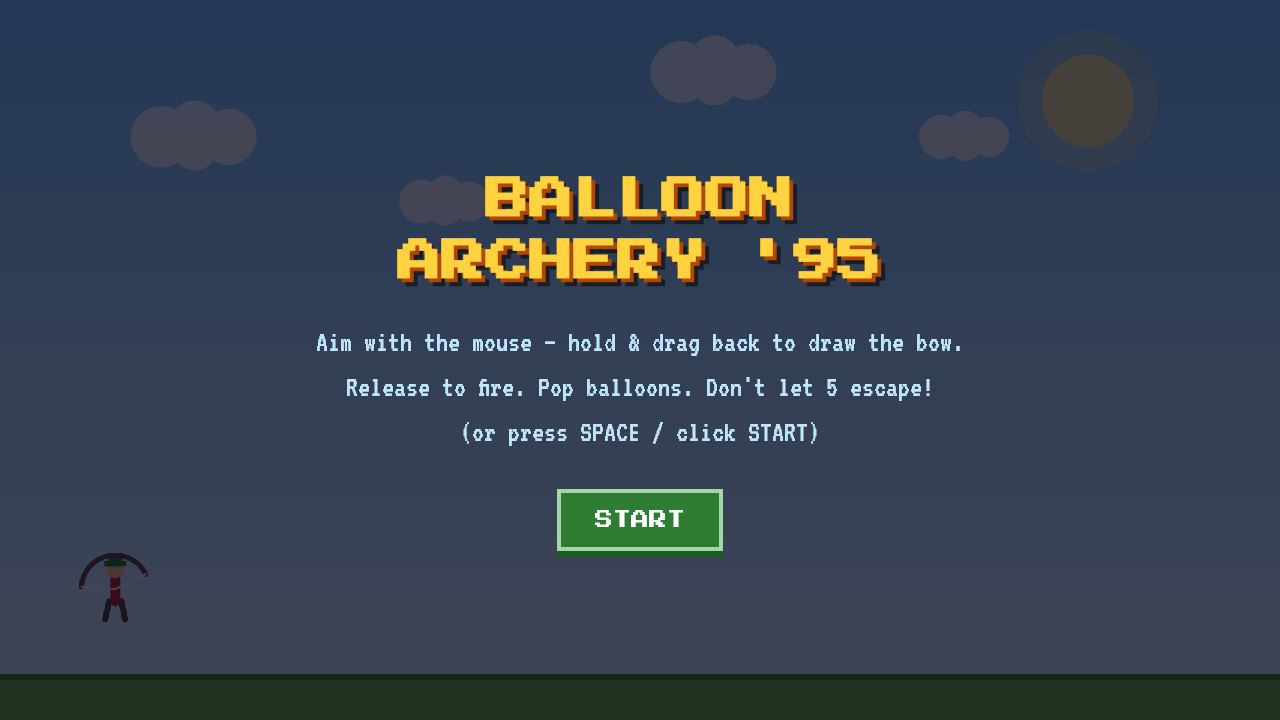 BALLOON
ARCHERY '95
Aim with the mouse – hold & drag back to draw the bow.
Release to fire. Pop balloons. Don't let 5 escape!
(or press SPACE / click START)
START